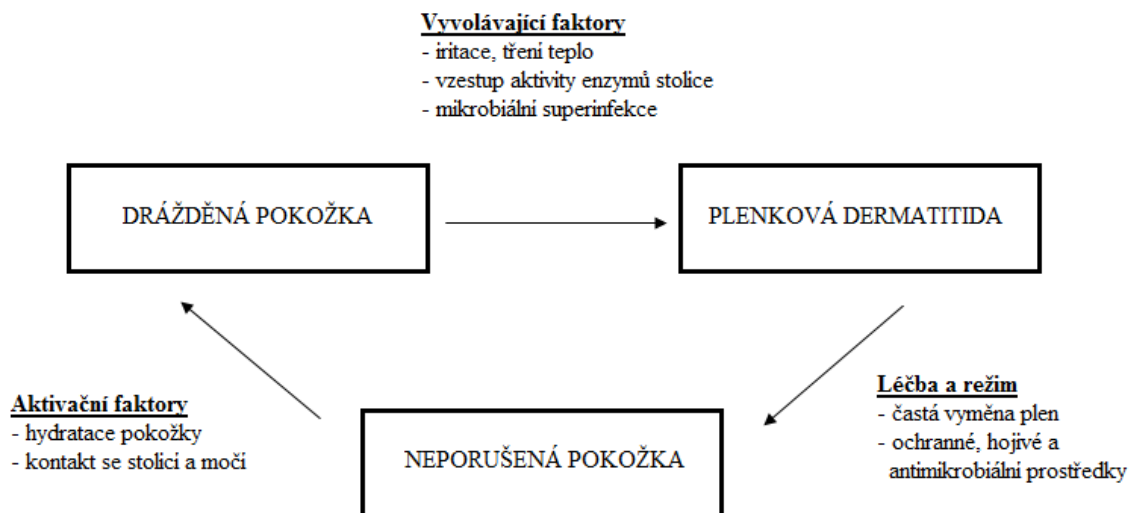 Vyvolávající faktory
- iritace, tření teplo
- vzestup aktivity enzymů stolice
- mikrobiální superinfekce
DRÁŽDĚNÁ POKOŽKA
PLENKOVÁ DERMATITIDA
Aktivační faktory
- hydratace pokožky
- kontakt se stolicí a močí
NEPORUŠENÁ POKOŽKA
Léčba a režim
- častá vyměna plen
- ochranné, hojivé a
antimikrobiální prostředky